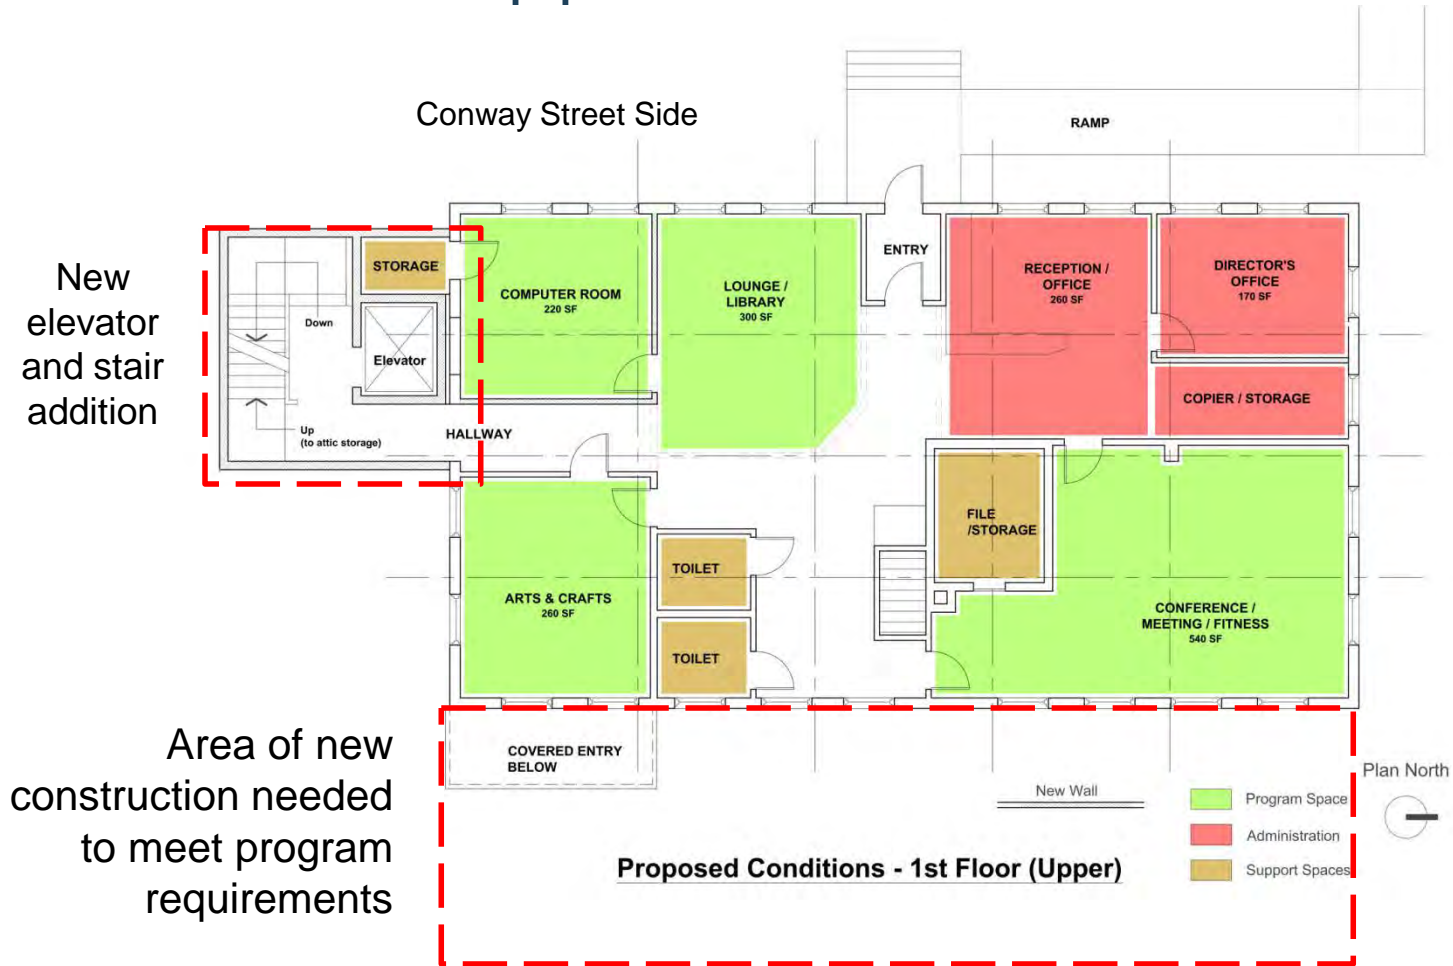 Conway Street Side
RAMP
New
elevator
and stair
addition
STORAGE
COMPUTER ROOM
220 SF
LOUNGE /
LIBRARY
300 SF
ENTRY
RECEPTION /
OFFICE
260 SF
DIRECTOR'S
OFFICE
170 SF
Down
Elevator
COPIER / STORAGE
Up
(to attic storage)
HALLWAY
FILE
/STORAGE
TOILET
ARTS & CRAFTS
260 SF
CONFERENCE /
MEETING / FITNESS
540 SF
TOILET
Area of new
construction needed
to meet program
requirements
COVERED ENTRY
BELOW
New Wall
Plan North
Program Space
Administration
Support Spaces
Proposed Conditions - 1st Floor (Upper)